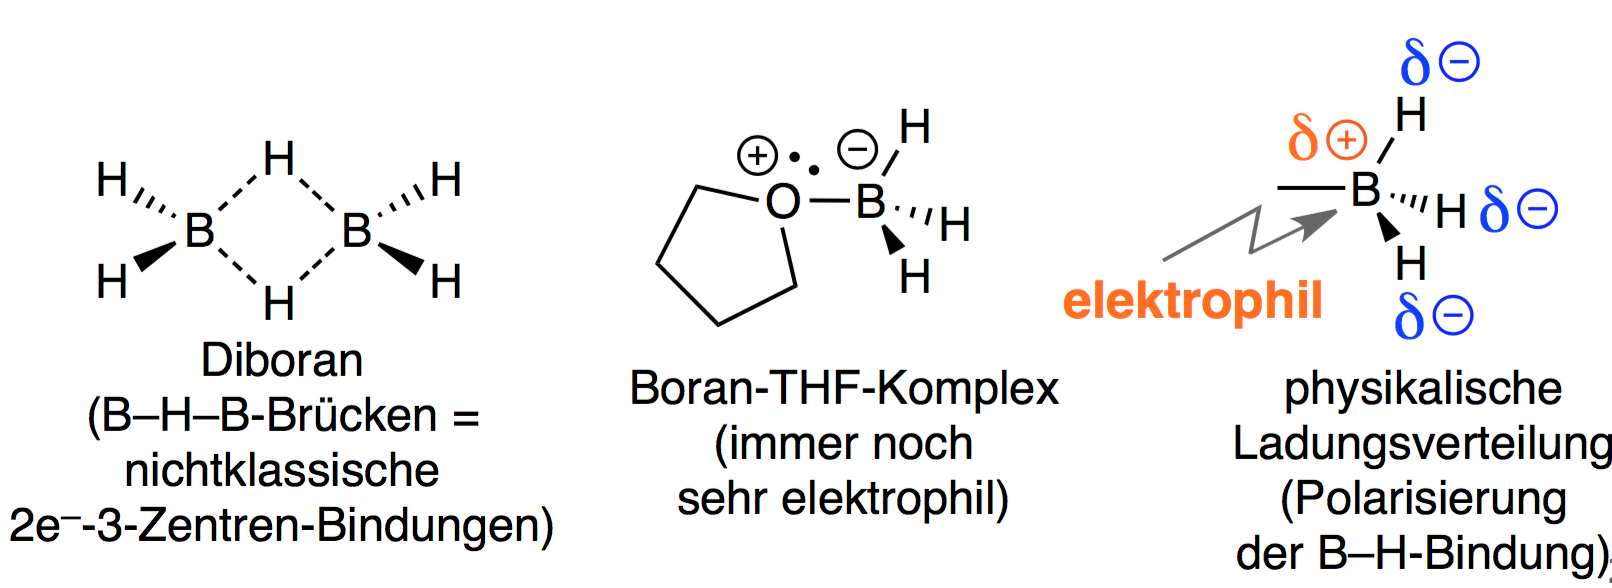 H H H
B B
H H H
Diboran
(B–H–B-Brücken =
nichtklassische
2e–-3-Zentren-Bindungen)
⊕ ⊖ H
O B
H
H
Boran-THF-Komplex
(immer noch
sehr elektrophil)
δ⊖
H
δ⊕
B H δ⊖
H
elektrophil
δ⊖
physikalische
Ladungsverteilung
(Polarisierung
der B–H-Bindung)